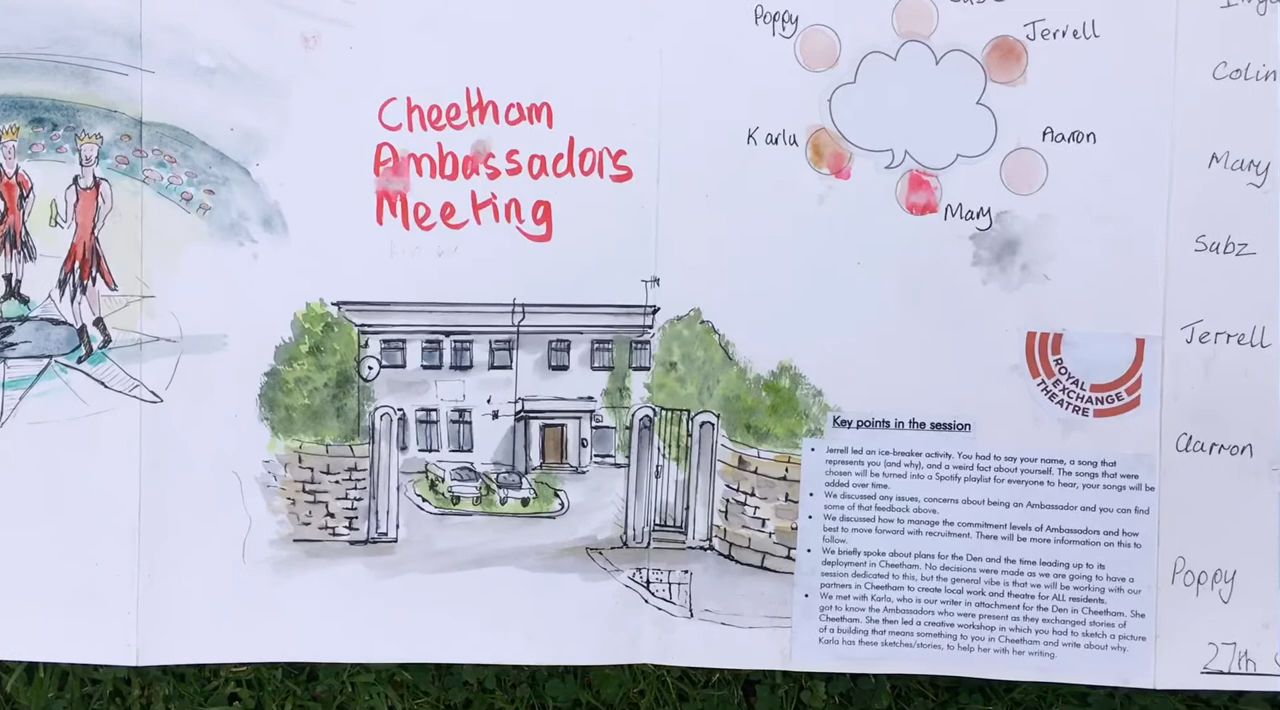 Poppy
Jerrell
Karla
Aaron
Mary
Cheetham
Ambassadors
Meeting
ROYAL
EXCHANGE
THEATRE
Key points in the session
• Jerrell led an ice-breaker activity. You had to say your name, a song that
represents you (and why), and a weird fact about yourself. The songs that were
chosen will be turned into a Spotify playlist for everyone to hear, your songs will be
added over time.
• We discussed any issues, concerns about being an Ambassador and you can find
some of that feedback above.
• We discussed how to manage the commitment levels of Ambassadors and how
best to move forward with recruitment. There will be more information on this to
follow.
• We briefly spoke about plans for the Den and the time leading up to its
deployment in Cheetham. No decisions were made as we are going to have a
session dedicated to this, but the general vibe is that we will be working with our
partners in Cheetham to create local work and theatre for ALL residents.
• We met with Karla, who is our writer in attachment for the Den in Cheetham. She
got to know the Ambassadors who were present as they exchanged stories of
Cheetham. She then led a creative workshop in which you had to sketch a picture
of a building that means something to you in Cheetham and write about why.
Karla has these sketches/stories, to help her with her writing.
Colin
Mary
Subz
Jerrell
Poppy
27th